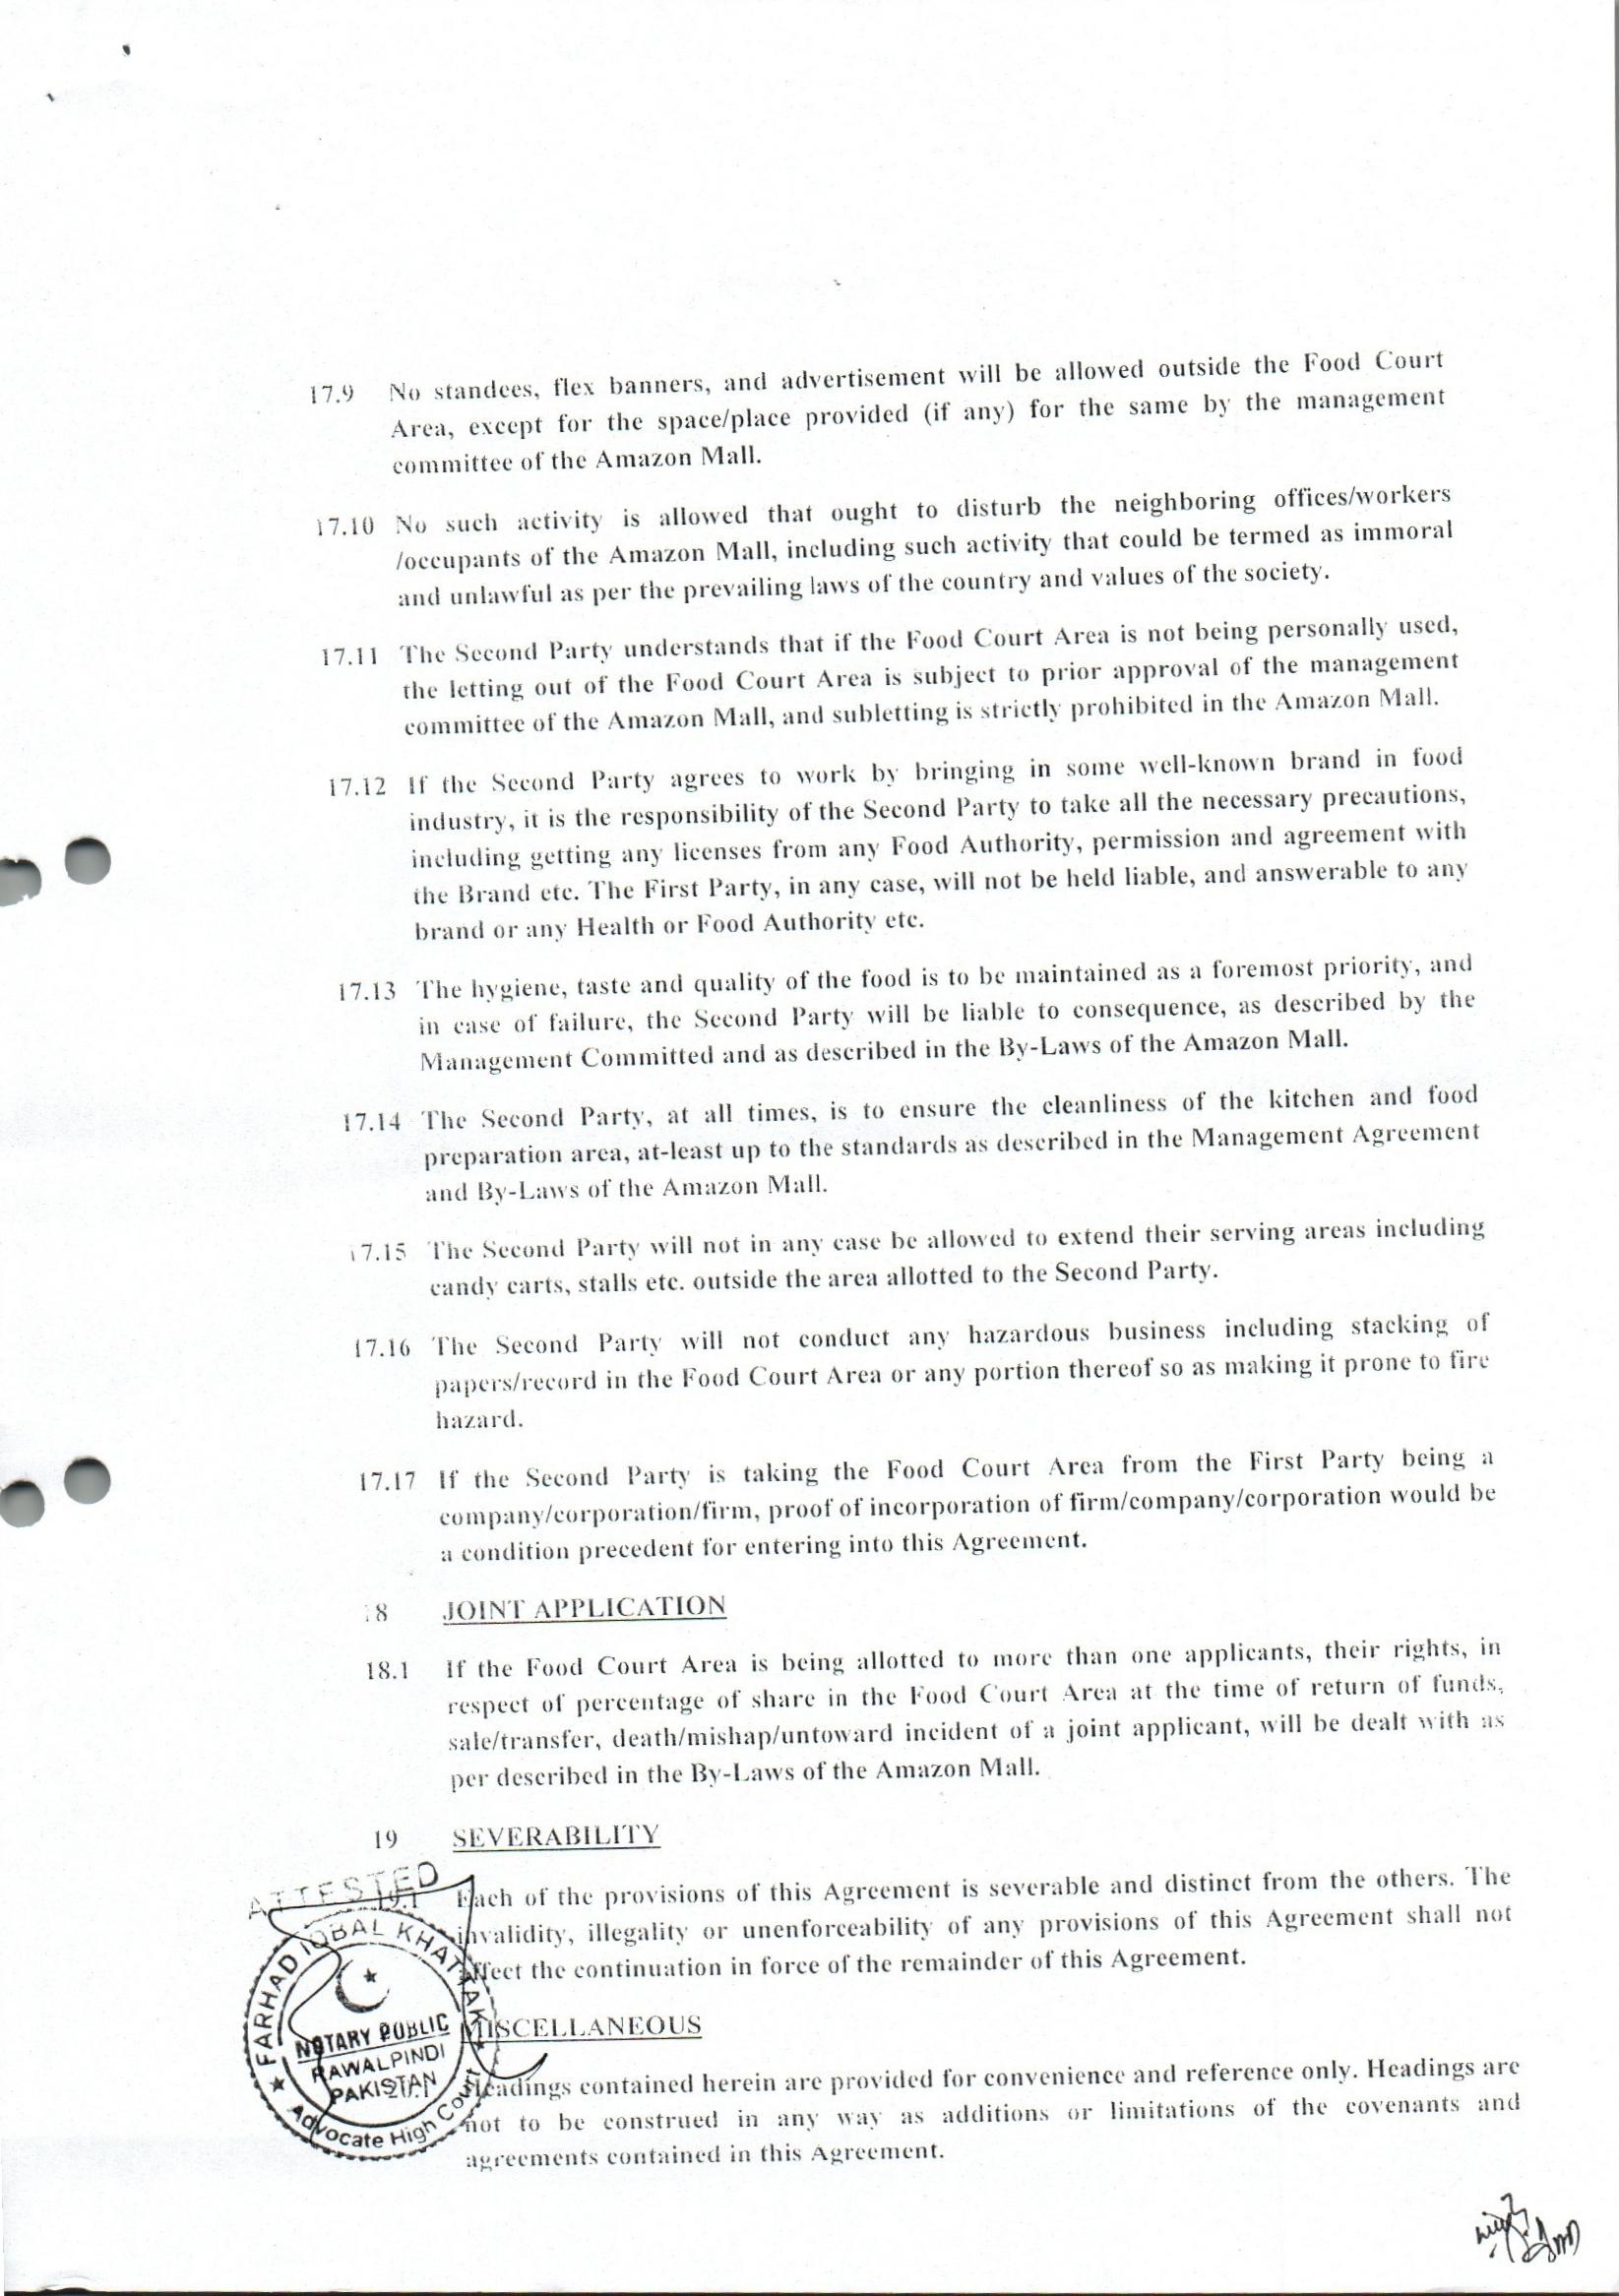 17.9 No standees, flex banners, and advertisement will be allowed outside the Food Court
Area, except for the space/place provided (if any) for the same by the management
committee of the Amazon Mall.
17.10 No such activity is allowed that ought to disturb the neighboring offices/workers
/occupants of the Amazon Mall, including such activity that could be termed as immoral
and unlawful as per the prevailing laws of the country and values of the society.
17.11 The Second Party understands that if the Food Court Area is not being personally used,
the letting out of the Food Court Area is subject to prior approval of the management
committee of the Amazon Mall, and subletting is strictly prohibited in the Amazon Mall.
17.12 If the Second Party agrees to work by bringing in some well-known brand in food
industry, it is the responsibility of the Second Party to take all the necessary precautions,
including getting any licenses from any Food Authority, permission and agreement with
the Brand etc. The First Party, in any case, will not be held liable, and answerable to any
brand or any Health or Food Authority etc.
17.13 The hygiene, taste and quality of the food is to be maintained as a foremost priority, and
in case of failure, the Second Party will be liable to consequence, as described by the
Management Committed and as described in the By-Laws of the Amazon Mall.
17.14 The Second Party, at all times, is to ensure the cleanliness of the kitchen and food
preparation area, at-least up to the standards as described in the Management Agreement
and By-Laws of the Amazon Mall.
17.15 The Second Party will not in any case be allowed to extend their serving areas including
candy carts, stalls etc. outside the area allotted to the Second Party.
17.16 The Second Party will not conduct any hazardous business including stacking of
papers/record in the Food Court Area or any portion thereof so as making it prone to fire
hazard.
17.17 If the Second Party is taking the Food Court Area from the First Party being a
company/corporation/firm, proof of incorporation of firm/company/corporation would be
a condition precedent for entering into this Agreement.
18 JOINT APPLICATION
18.1 If the Food Court Area is being allotted to more than one applicants, their rights, in
respect of percentage of share in the Food Court Area at the time of return of funds,
sale/transfer, death/mishap/untoward incident of a joint applicant, will be dealt with as
per described in the By-Laws of the Amazon Mall.
19 SEVERABILITY
19.1 Each of the provisions of this Agreement is severable and distinct from the others. The
invalidity, illegality or unenforceability of any provisions of this Agreement shall not
affect the continuation in force of the remainder of this Agreement.
MISCELLANEOUS
Headings contained herein are provided for convenience and reference only. Headings are
not to be construed in any way as additions or limitations of the covenants and
agreements contained in this Agreement.
ATTESTED
FARHAD IQBAL KHATTAK
NOTARY PUBLIC
RAWALPINDI
PAKISTAN
Advocate High Court